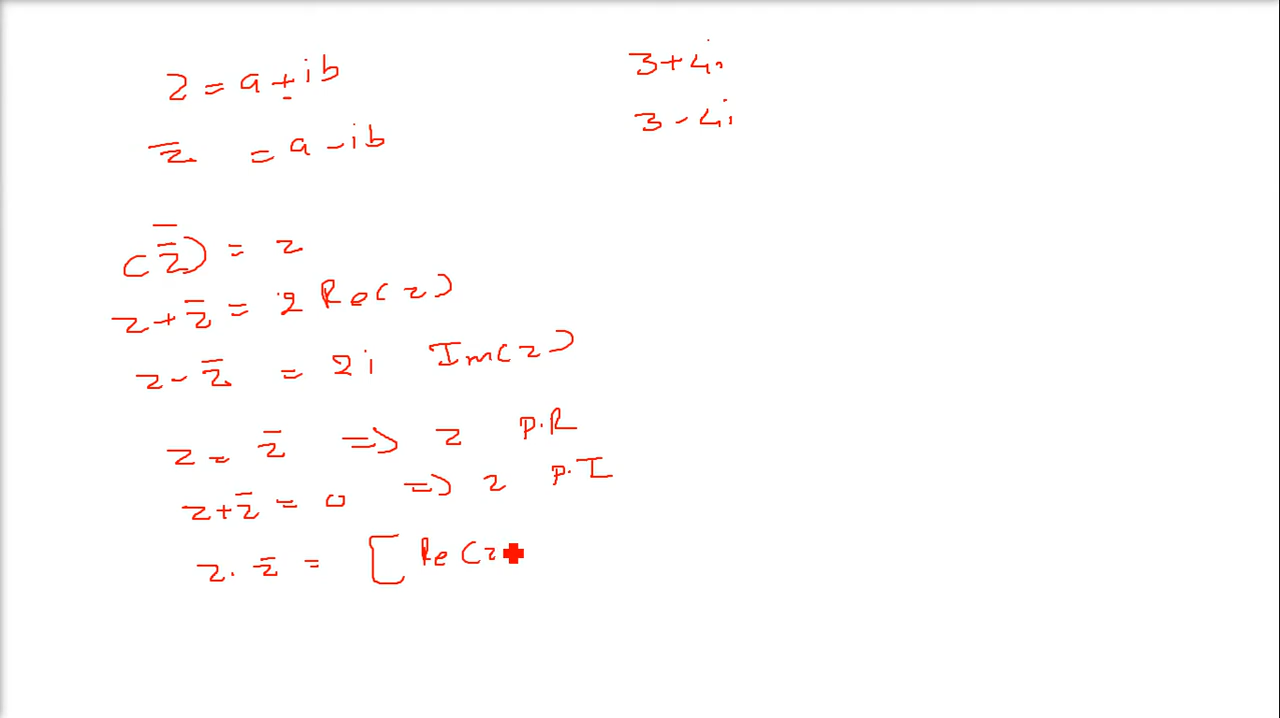 z = a + ib
z̅ = a - ib
3 + 4i
3 - 4i
(z̿) = z
z + z̅ = 2 Re(z)
z - z̅ = 2i Im(z)
z = z̅ => z P.R
z + z̅ = 0 => z P.I
z. z̅ = [ Re(z